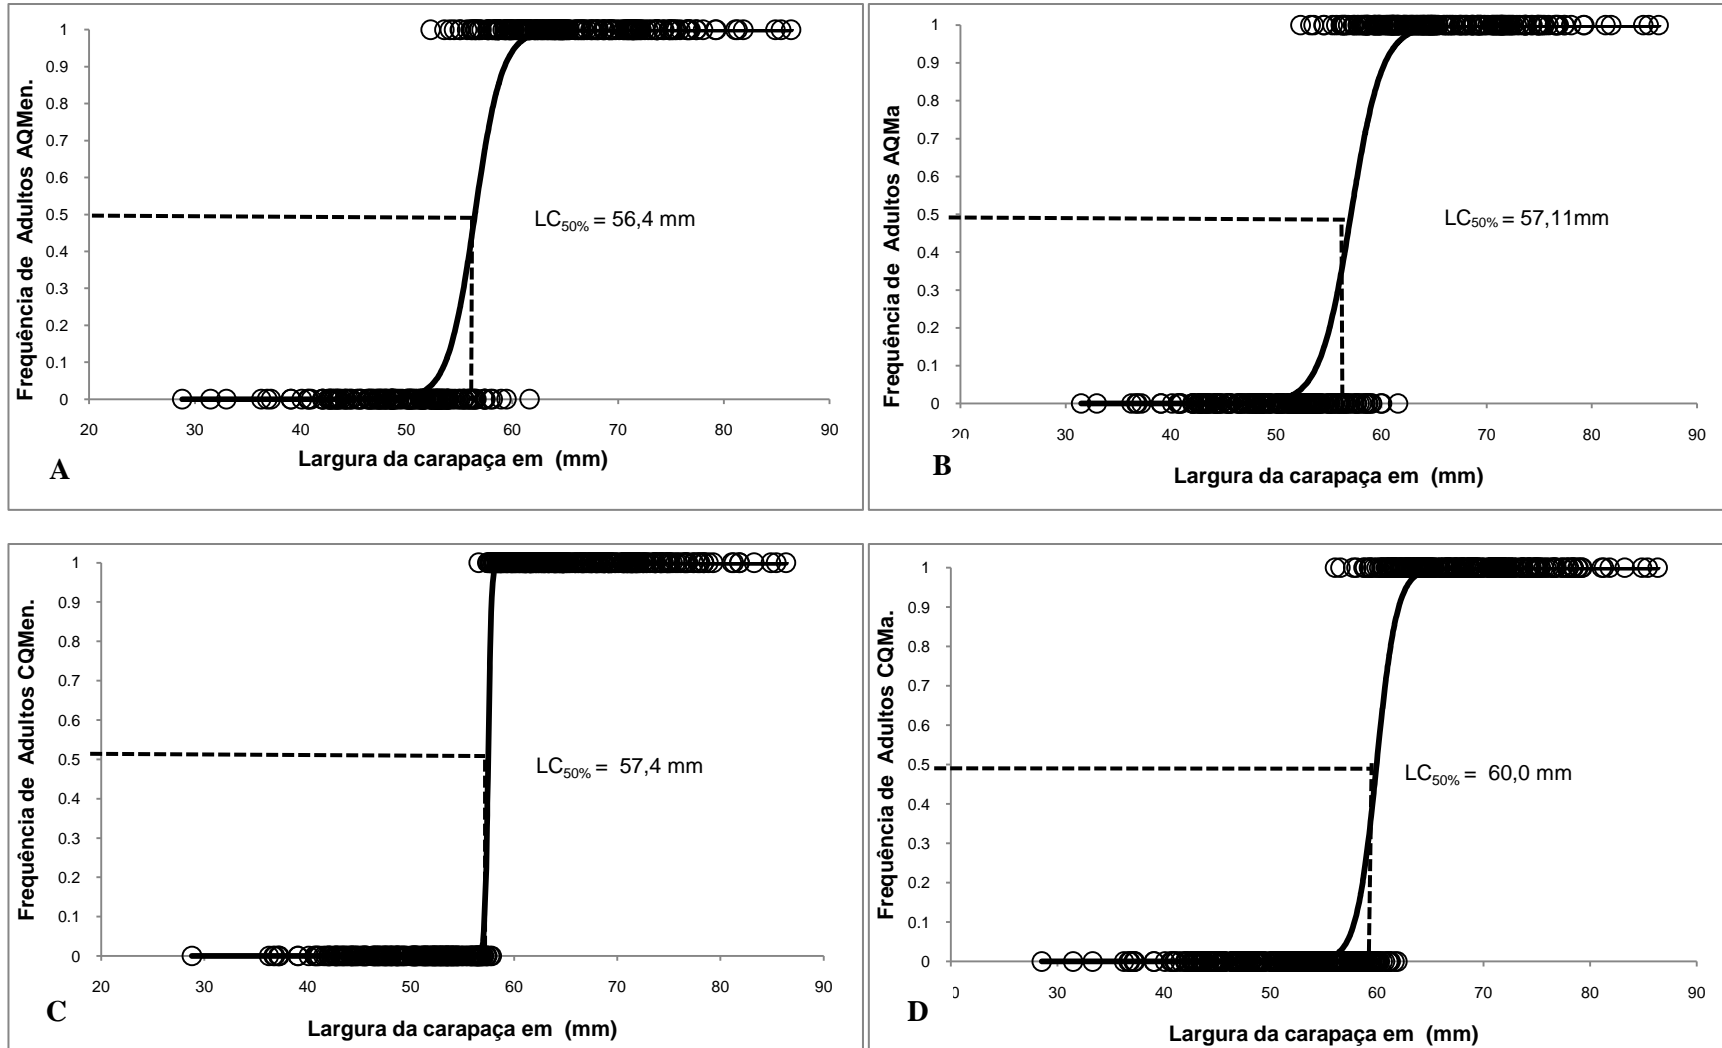 Frequência de Adultos AQMen.
1
0.9
0.8
0.7
0.6
0.5
0.4
0.3
0.2
0.1
0
LC50% = 56,4 mm
20 30 40 50 60 70 80 90
Largura da carapaça em (mm)
A
Frequência de Adultos AQMa
1
0.9
0.8
0.7
0.6
0.5
0.4
0.3
0.2
0.1
0
LC50% = 57,11mm
20 30 40 50 60 70 80 90
Largura da carapaça em (mm)
B
Frequência de Adultos CQMen.
1
0.9
0.8
0.7
0.6
0.5
0.4
0.3
0.2
0.1
0
LC50% = 57,4 mm
20 30 40 50 60 70 80 90
Largura da carapaça em (mm)
C
Frequência de Adultos CQMa.
1
0.9
0.8
0.7
0.6
0.5
0.4
0.3
0.2
0.1
0
LC50% = 60,0 mm
0 30 40 50 60 70 80 90
Largura da carapaça em (mm)
D